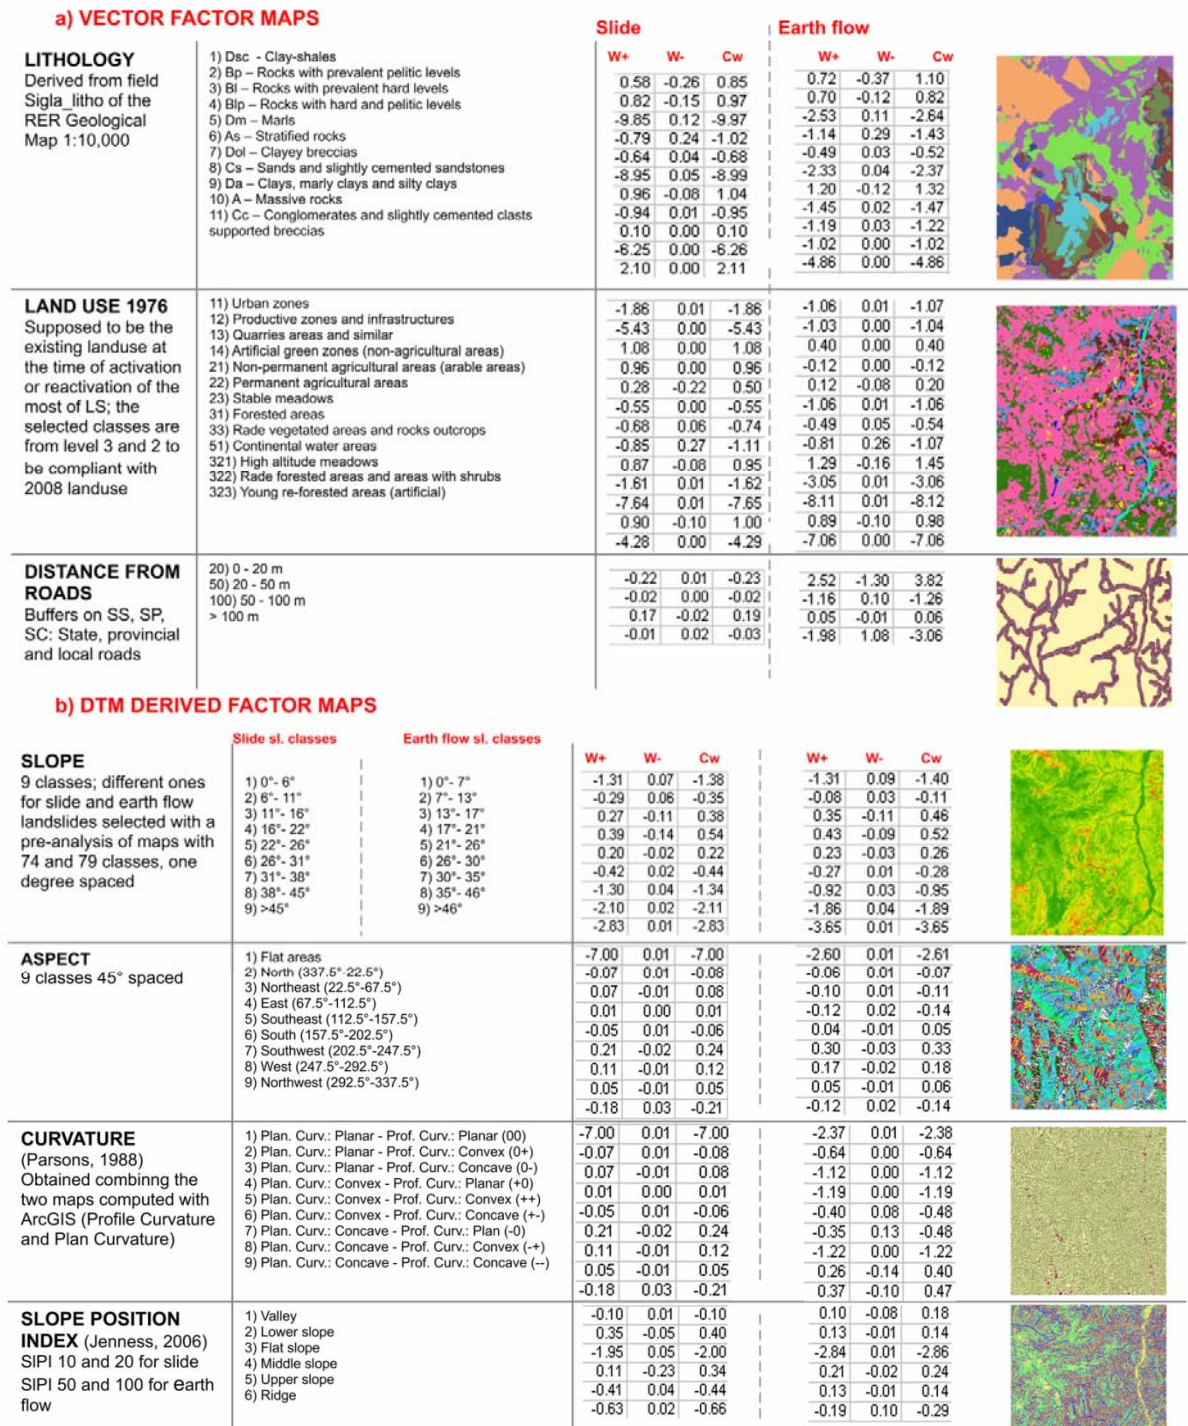 a) VECTOR FACTOR MAPS
Slide
Earth flow
LITHOLOGY
Derived from field
Sigla_litho of the
RER Geological
Map 1:10,000
1) Dsc - Clay-shales
2) Bp – Rocks with prevalent pelitic levels
3) Bl – Rocks with prevalent hard levels
4) Blp – Rocks with hard and pelitic levels
5) Dm – Marls
6) As – Stratified rocks
7) Dol – Clayey breccias
8) Cs – Sands and slightly cemented sandstones
9) Da – Clays, marly clays and silty clays
10) A – Massive rocks
11) Cc – Conglomerates and slightly cemented clasts
supported breccias
W+ W- Cw
0.58 -0.26 0.85
0.82 -0.15 0.97
-9.85 0.12 -9.97
-0.79 0.24 -1.02
-0.64 0.04 -0.68
-8.95 0.05 -8.99
0.96 -0.08 1.04
-0.94 0.01 -0.95
0.10 0.00 0.10
-6.25 0.00 -6.26
2.10 0.00 2.11
W+ W- Cw
0.72 -0.37 1.10
0.70 -0.12 0.82
-2.53 0.11 -2.64
-1.14 0.29 -1.43
-0.49 0.03 -0.52
-2.33 0.04 -2.37
1.20 -0.12 1.32
-1.45 0.02 -1.47
-1.19 0.03 -1.22
-1.02 0.00 -1.02
-4.86 0.00 -4.86
LAND USE 1976
Supposed to be the
existing landuse at
the time of activation
or reactivation of the
most of LS; the
selected classes are
from level 3 and 2 to
be compliant with
2008 landuse
11) Urban zones
12) Productive zones and infrastructures
13) Quarries areas and similar
14) Artificial green zones (non-agricultural areas)
21) Non-permanent agricultural areas (arable areas)
22) Permanent agricultural areas
23) Stable meadows
31) Forested areas
33) Rade vegetated areas and rocks outcrops
51) Continental water areas
321) High altitude meadows
322) Rade forested areas and areas with shrubs
323) Young re-forested areas (artificial)
-1.86 0.01 -1.86
-5.43 0.00 -5.43
1.08 0.00 1.08
0.96 0.00 0.96
0.28 -0.22 0.50
-0.55 0.00 -0.55
-0.68 0.06 -0.74
-0.85 0.27 -1.11
0.87 -0.08 0.95
-1.61 0.01 -1.62
-7.64 0.01 -7.65
0.90 -0.10 1.00
-4.28 0.00 -4.29
-1.06 0.01 -1.07
-1.03 0.00 -1.04
0.40 0.00 0.40
-0.12 0.00 -0.12
0.12 -0.08 0.20
-1.06 0.01 -1.06
-0.49 0.05 -0.54
-0.81 0.26 -1.07
1.29 -0.16 1.45
-3.05 0.01 -3.06
-8.11 0.01 -8.12
0.89 -0.10 0.98
-7.06 0.00 -7.06
DISTANCE FROM
ROADS
Buffers on SS, SP,
SC: State, provincial
and local roads
20) 0 - 20 m
50) 20 - 50 m
100) 50 - 100 m
> 100 m
-0.22 0.01 -0.23
-0.02 0.00 -0.02
0.17 -0.02 0.19
-0.01 0.02 -0.03
2.52 -1.30 3.82
-1.16 0.10 -1.26
0.05 -0.01 0.06
-1.98 1.08 -3.06
b) DTM DERIVED FACTOR MAPS
SLOPE
9 classes; different ones
for slide and earth flow
landslides selected with a
pre-analysis of maps with
74 and 79 classes, one
degree spaced
Slide sl. classes
1) 0°- 6°
2) 6°- 11°
3) 11°- 16°
4) 16°- 22°
5) 22°- 26°
6) 26°- 31°
7) 31°- 38°
8) 38°- 45°
9) >45°
Earth flow sl. classes
1) 0°- 7°
2) 7°- 13°
3) 13°- 17°
4) 17°- 21°
5) 21°- 26°
6) 26°- 30°
7) 30°- 35°
8) 35°- 46°
9) >46°
W+ W- Cw
-1.31 0.07 -1.38
-0.29 0.06 -0.35
0.27 -0.11 0.38
0.39 -0.14 0.54
0.20 -0.02 0.22
-0.42 0.02 -0.44
-1.30 0.04 -1.34
-2.10 0.02 -2.11
-2.83 0.01 -2.83
W+ W- Cw
-1.31 0.09 -1.40
-0.08 0.03 -0.11
0.35 -0.11 0.46
0.43 -0.09 0.52
0.23 -0.03 0.26
-0.27 0.01 -0.28
-0.92 0.03 -0.95
-1.86 0.04 -1.89
-3.65 0.01 -3.65
ASPECT
9 classes 45° spaced
1) Flat areas
2) North (337.5°-22.5°)
3) Northeast (22.5°-67.5°)
4) East (67.5°-112.5°)
5) Southeast (112.5°-157.5°)
6) South (157.5°-202.5°)
7) Southwest (202.5°-247.5°)
8) West (247.5°-292.5°)
9) Northwest (292.5°-337.5°)
-7.00 0.01 -7.00
-0.07 0.01 -0.08
0.07 -0.01 0.08
0.01 0.00 0.01
-0.05 0.01 -0.06
0.21 -0.02 0.24
0.11 -0.01 0.12
0.05 -0.01 0.05
-0.18 0.03 -0.21
-2.60 0.01 -2.61
-0.06 0.01 -0.07
-0.10 0.01 -0.11
-0.12 0.02 -0.14
0.04 -0.01 0.05
0.30 -0.03 0.33
0.17 -0.02 0.18
0.05 -0.01 0.06
-0.12 0.02 -0.14
CURVATURE
(Parsons, 1988)
Obtained combinng the
two maps computed with
ArcGIS (Profile Curvature
and Plan Curvature)
1) Plan. Curv.: Planar - Prof. Curv.: Planar (00)
2) Plan. Curv.: Planar - Prof. Curv.: Convex (0+)
3) Plan. Curv.: Planar - Prof. Curv.: Concave (0-)
4) Plan. Curv.: Convex - Prof. Curv.: Planar (+0)
5) Plan. Curv.: Convex - Prof. Curv.: Convex (++)
6) Plan. Curv.: Convex - Prof. Curv.: Concave (+-)
7) Plan. Curv.: Concave - Prof. Curv.: Plan (-0)
8) Plan. Curv.: Concave - Prof. Curv.: Convex (-+)
9) Plan. Curv.: Concave - Prof. Curv.: Concave (--)
-7.00 0.01 -7.00
-0.07 0.01 -0.08
0.07 -0.01 0.08
0.01 0.00 0.01
-0.05 0.01 -0.06
0.21 -0.02 0.24
0.11 -0.01 0.12
0.05 -0.01 0.05
-0.18 0.03 -0.21
-2.37 0.01 -2.38
-0.64 0.00 -0.64
-1.12 0.00 -1.12
-1.19 0.00 -1.19
-0.40 0.08 -0.48
-0.35 0.13 -0.48
-1.22 0.00 -1.22
0.26 -0.14 0.40
0.37 -0.10 0.47
SLOPE POSITION
INDEX (Jenness, 2006)
SlPI 10 and 20 for slide
SlPI 50 and 100 for earth
flow
1) Valley
2) Lower slope
3) Flat slope
4) Middle slope
5) Upper slope
6) Ridge
-0.10 0.01 -0.10
0.35 -0.05 0.40
-1.95 0.05 -2.00
0.11 -0.23 0.34
-0.41 0.04 -0.44
-0.63 0.02 -0.66
0.10 -0.08 0.18
0.13 -0.01 0.14
-2.84 0.01 -2.86
0.21 -0.02 0.24
0.13 -0.01 0.14
-0.19 0.10 -0.29